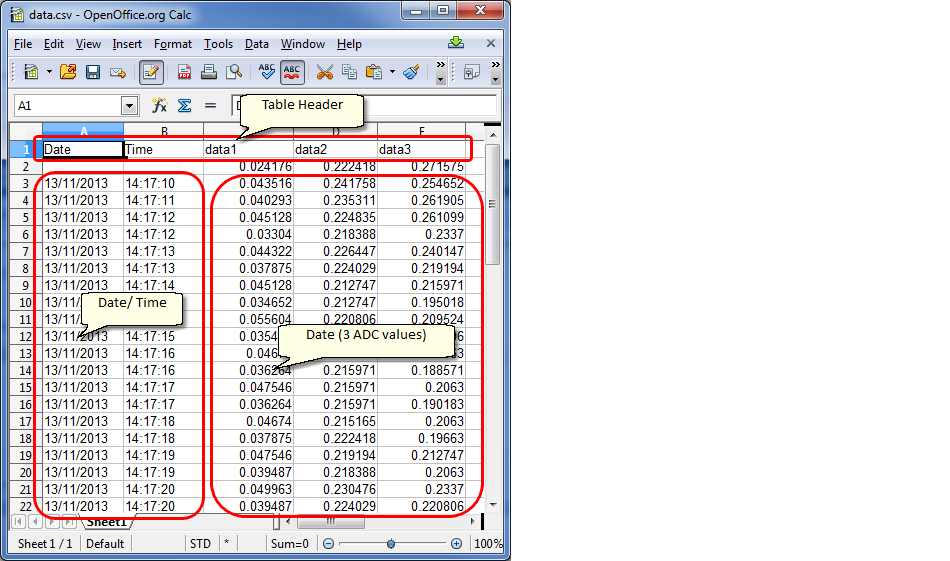 data.csv - OpenOffice.org Calc
File Edit View Insert Format Tools Data Window Help
ABC ABC » »
A1 fx Σ =
Table Header
A B D
1 Date Time data1 data2 data3
2 0.024176 0.222418 0.271575
3 13/11/2013 14:17:10 0.043516 0.241758 0.254652
4 13/11/2013 14:17:11 0.040293 0.235311 0.261905
5 13/11/2013 14:17:12 0.045128 0.224835 0.261099
6 13/11/2013 14:17:12 0.03304 0.218388 0.2337
7 13/11/2013 14:17:13 0.044322 0.226447 0.240147
8 13/11/2013 14:17:13 0.037875 0.224029 0.219194
9 13/11/2013 14:17:14 0.045128 0.212747 0.215971
10 13/1 0.034652 0.212747 0.195018
Date/ Time
11 13/1 0.055604 0.220806 0.209524
12 13/11/2013 14:17:15 0.035
Date (3 ADC values)
13 13/11/2013 14:17:16 0.04
14 13/11/2013 14:17:16 0.036264 0.215971 0.188571
15 13/11/2013 14:17:17 0.047546 0.215971 0.2063
16 13/11/2013 14:17:17 0.036264 0.215971 0.190183
17 13/11/2013 14:17:18 0.04674 0.215165 0.2063
18 13/11/2013 14:17:18 0.037875 0.222418 0.19663
19 13/11/2013 14:17:19 0.047546 0.219194 0.212747
20 13/11/2013 14:17:19 0.039487 0.218388 0.2063
21 13/11/2013 14:17:20 0.049963 0.230476 0.2337
22 13/11/2013 14:17:20 0.039487 0.224029 0.220806
Sheet1
Sheet 1 / 1 Default STD * Sum=0 100%